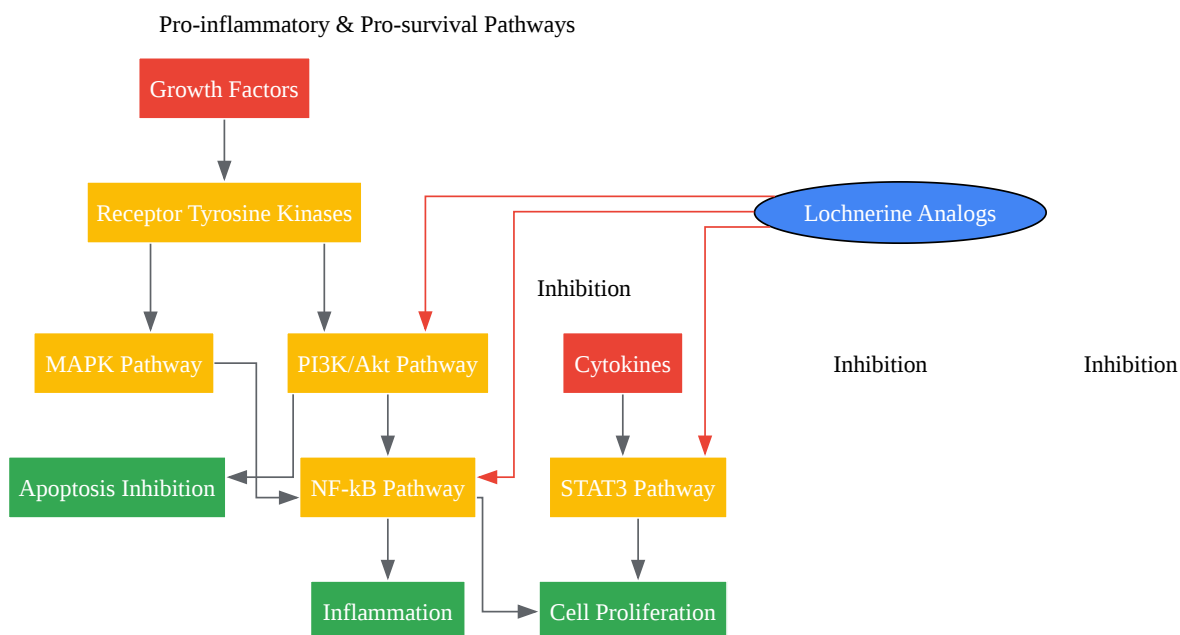 Pro-inflammatory & Pro-survival Pathways
Growth Factors
Receptor Tyrosine Kinases
Lochnerine Analogs
Inhibition
MAPK Pathway
PI3K/Akt Pathway
Cytokines
Inhibition
Inhibition
Apoptosis Inhibition
NF-kB Pathway
STAT3 Pathway
Inflammation
Cell Proliferation